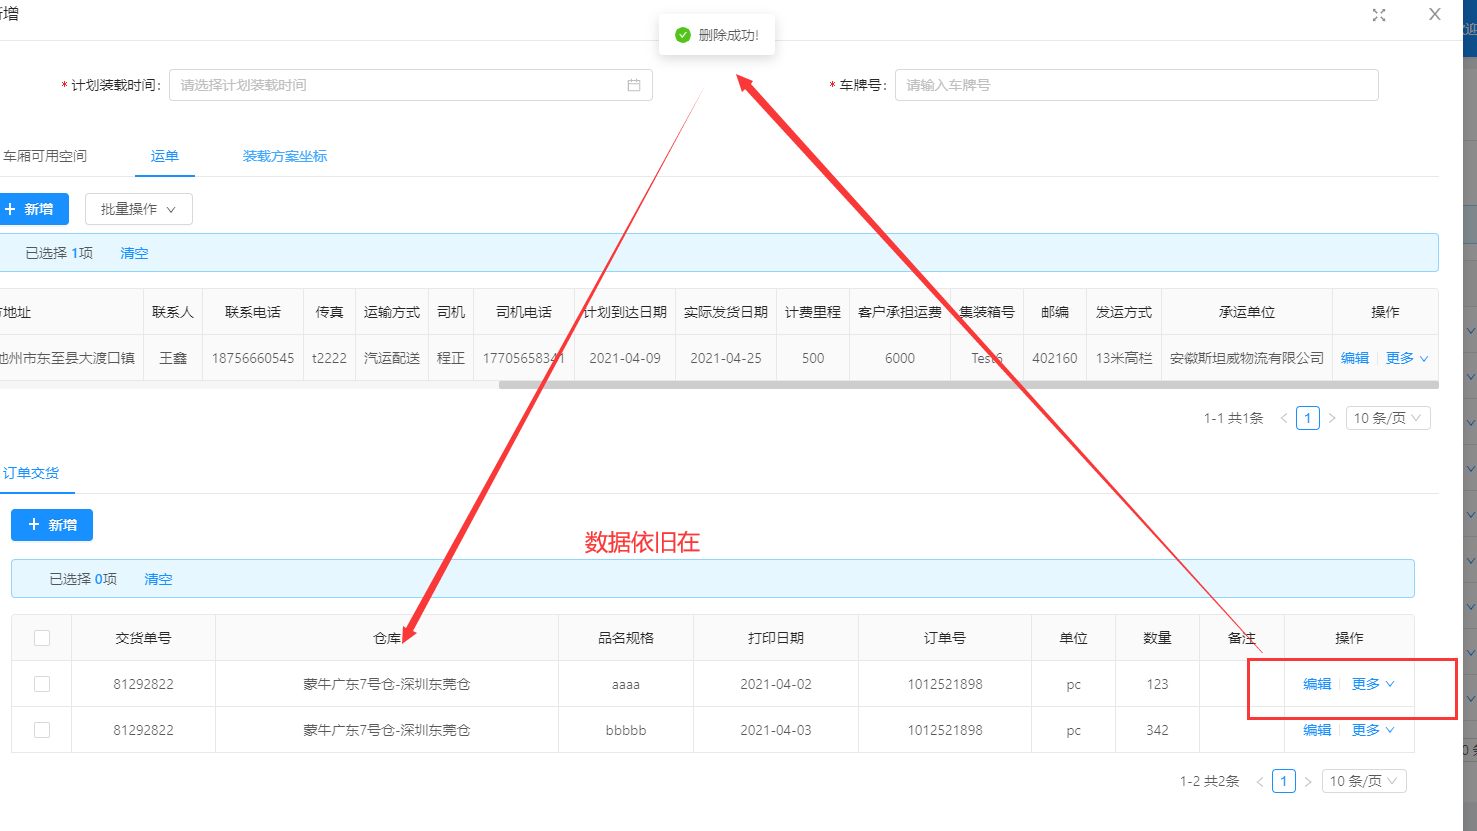 新增
删除成功!
* 计划装载时间: 请选择计划装载时间 * 车牌号: 请输入车牌号
车厢可用空间 运单 装载方案坐标
+ 新增 批量操作
已选择 1项 清空
地址 联系人 联系电话 传真 运输方式 司机 司机电话 计划到达日期 实际发货日期 计费里程 客户承担运费 集装箱号 邮编 发运方式 承运单位 操作
池州市东至县大渡口镇 王鑫 18756660545 t2222 汽运配送 程正 17705658341 2021-04-09 2021-04-25 500 6000 Test6 402160 13米高栏 安徽斯坦威物流有限公司 编辑 更多
1-1 共1条 < 1 > 10 条/页
订单交货
+ 新增
数据依旧在
已选择 0项 清空
交货单号 仓库 品名规格 打印日期 订单号 单位 数量 备注 操作
81292822 蒙牛广东7号仓-深圳东莞仓 aaaa 2021-04-02 1012521898 pc 123 编辑 更多
81292822 蒙牛广东7号仓-深圳东莞仓 bbbbb 2021-04-03 1012521898 pc 342 编辑 更多
1-2 共2条 < 1 > 10 条/页